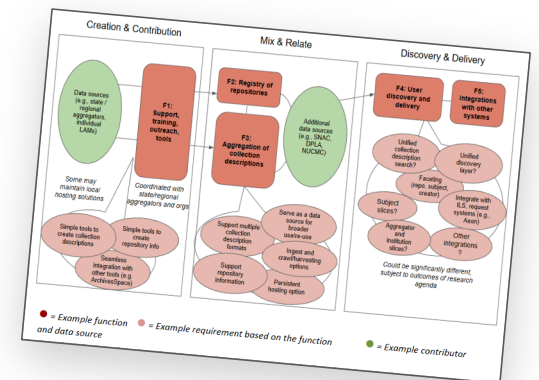 Creation & Contribution
Mix & Relate
Discovery & Delivery
Data sources
(e.g., state /
regional
aggregators,
individual
LAMs)
F1:
Support,
training,
outreach,
tools
Some may
maintain local
hosting solutions
Coordinated with
state/regional
aggregators and orgs
Simple tools to
create collection
descriptions
Simple tools to
create
repository info
Seamless
integration with
other tools (e.g.
ArchivesSpace)
F2: Registry of
repositories
F3:
Aggregation of
collection
descriptions
Additional
data sources
(e.g., SNAC,
DPLA,
NUCMC)
Support multiple
collection
description
formats
Serve as a data
source for
broader
use/re-use
Ingest and
crawl/harvesting
options
Support
repository
information
Persistent
hosting option
F4: User
discovery and
delivery
F5:
Integrations
with other
systems
Unified
collection
description
search?
Unified
discovery
layer?
Faceting
(repo, subject,
creator)
Subject
slices?
Integrate with
ILS, request
systems (e.g.,
Aeon)
Aggregator
and
institution
slices?
Other
integrations
?
Could be significantly different,
subject to outcomes of research
agenda
= Example function
and data source
= Example requirement based on the function
= Example contributor